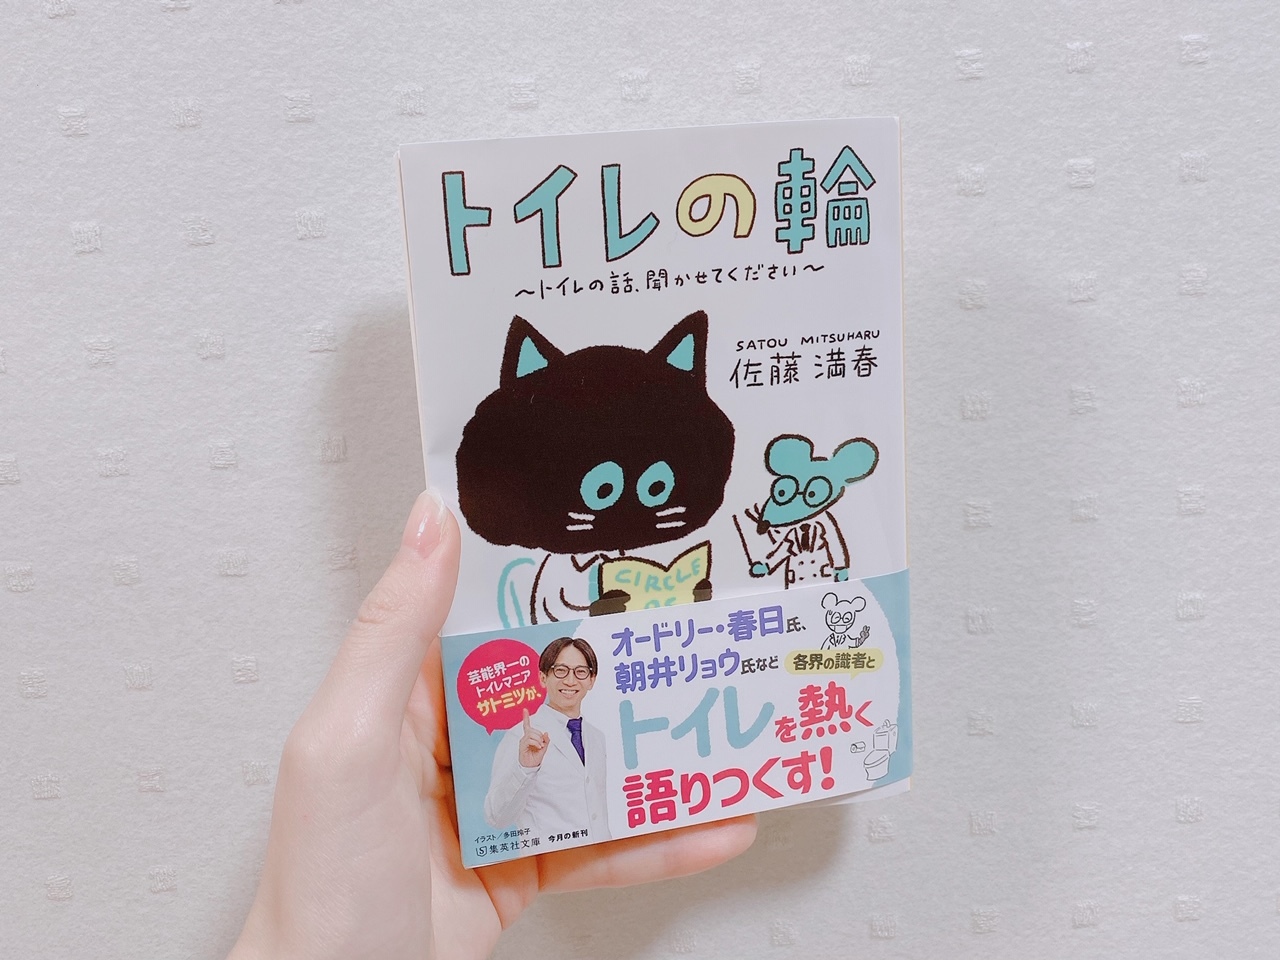 トイレの輪
〜トイレの話、聞かせてください〜
SATOU MITSUHARU
佐藤 満春
CIRCLE
OF
芸能界一の
トイレマニア
サトミツが、
オードリー・春日氏、
朝井リョウ氏など
各界の識者と
トイレを熱く
語りつくす!
イラスト/多田玲子
集英社文庫 今月の新刊